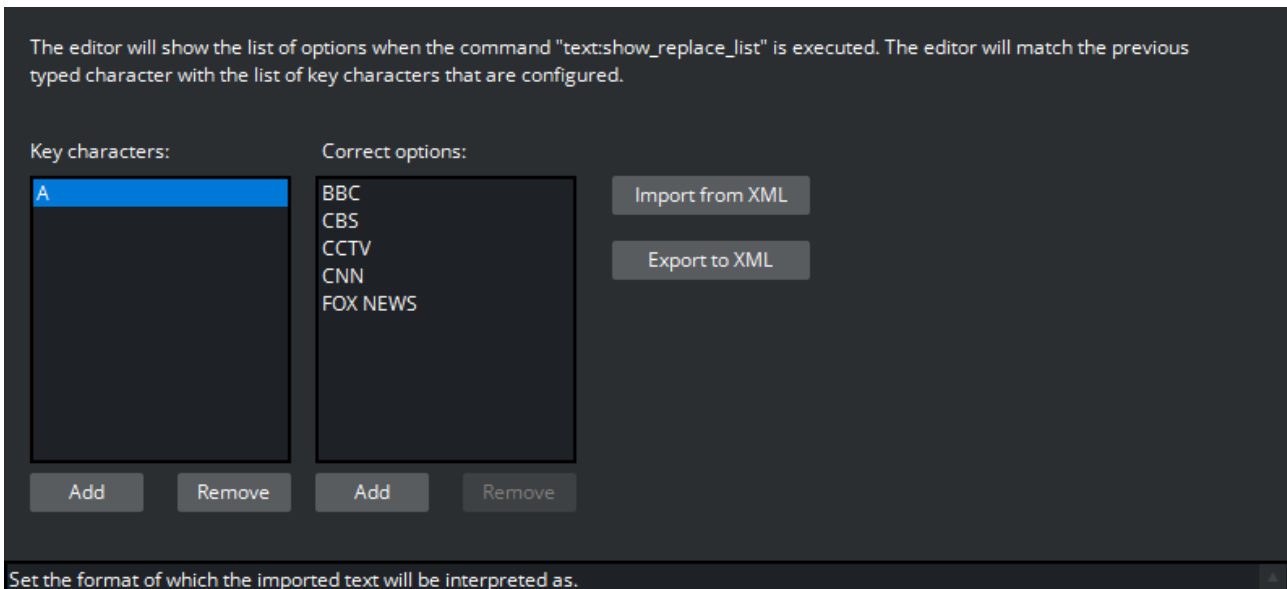 The editor will show the list of options when the command "text:show_replace_list" is executed. The editor will match the previous
typed character with the list of key characters that are configured.
Key characters:
Correct options:
A
BBC
CBS
CCTV
CNN
FOX NEWS
Import from XML
Export to XML
Add
Remove
Add
Remove
Set the format of which the imported text will be interpreted as.